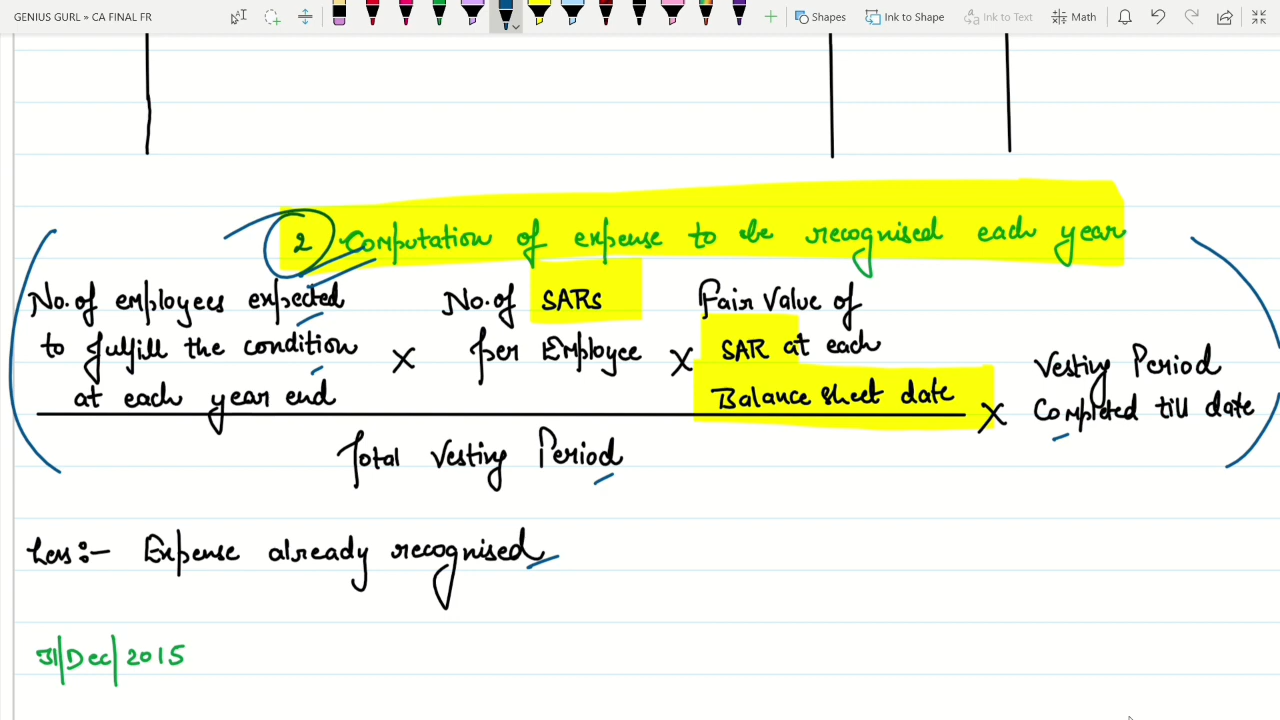 GENIUS GURL » CA FINAL FR
Shapes
Ink to Shape
Ink to Text
Math
2 Computation of expense to be recognised each year
No. of employees expected No. of SARs Fair Value of
to fulfill the condition X per Employee X SAR at each Vesting Period
at each year end Balance sheet date X Completed till date
Total Vesting Period
Less:- Expense already recognised
31/Dec/2015